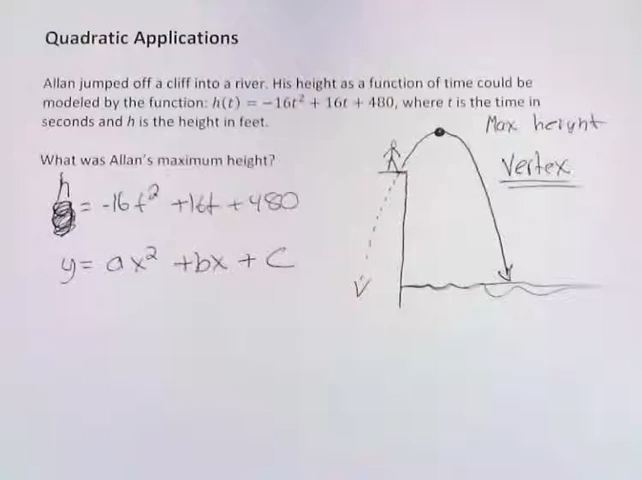 Quadratic Applications
Allan jumped off a cliff into a river. His height as a function of time could be
modeled by the function: h(t) = −16t² + 16t + 480, where t is the time in
seconds and h is the height in feet.
Max height
What was Allan's maximum height?
Vertex
h = -16t² +16t + 480
y = ax² + bx + C
V